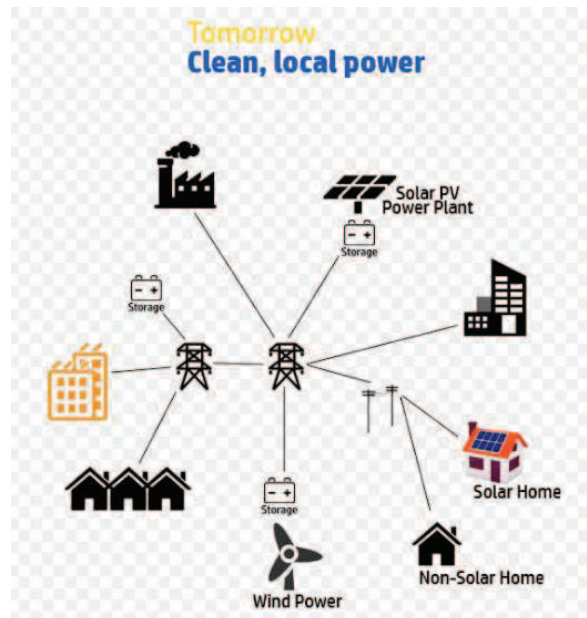 Tomorrow
Clean, local power
Solar PV
Power Plant
- +
Storage
- +
Storage
- +
Storage
Solar Home
Non-Solar Home
Wind Power